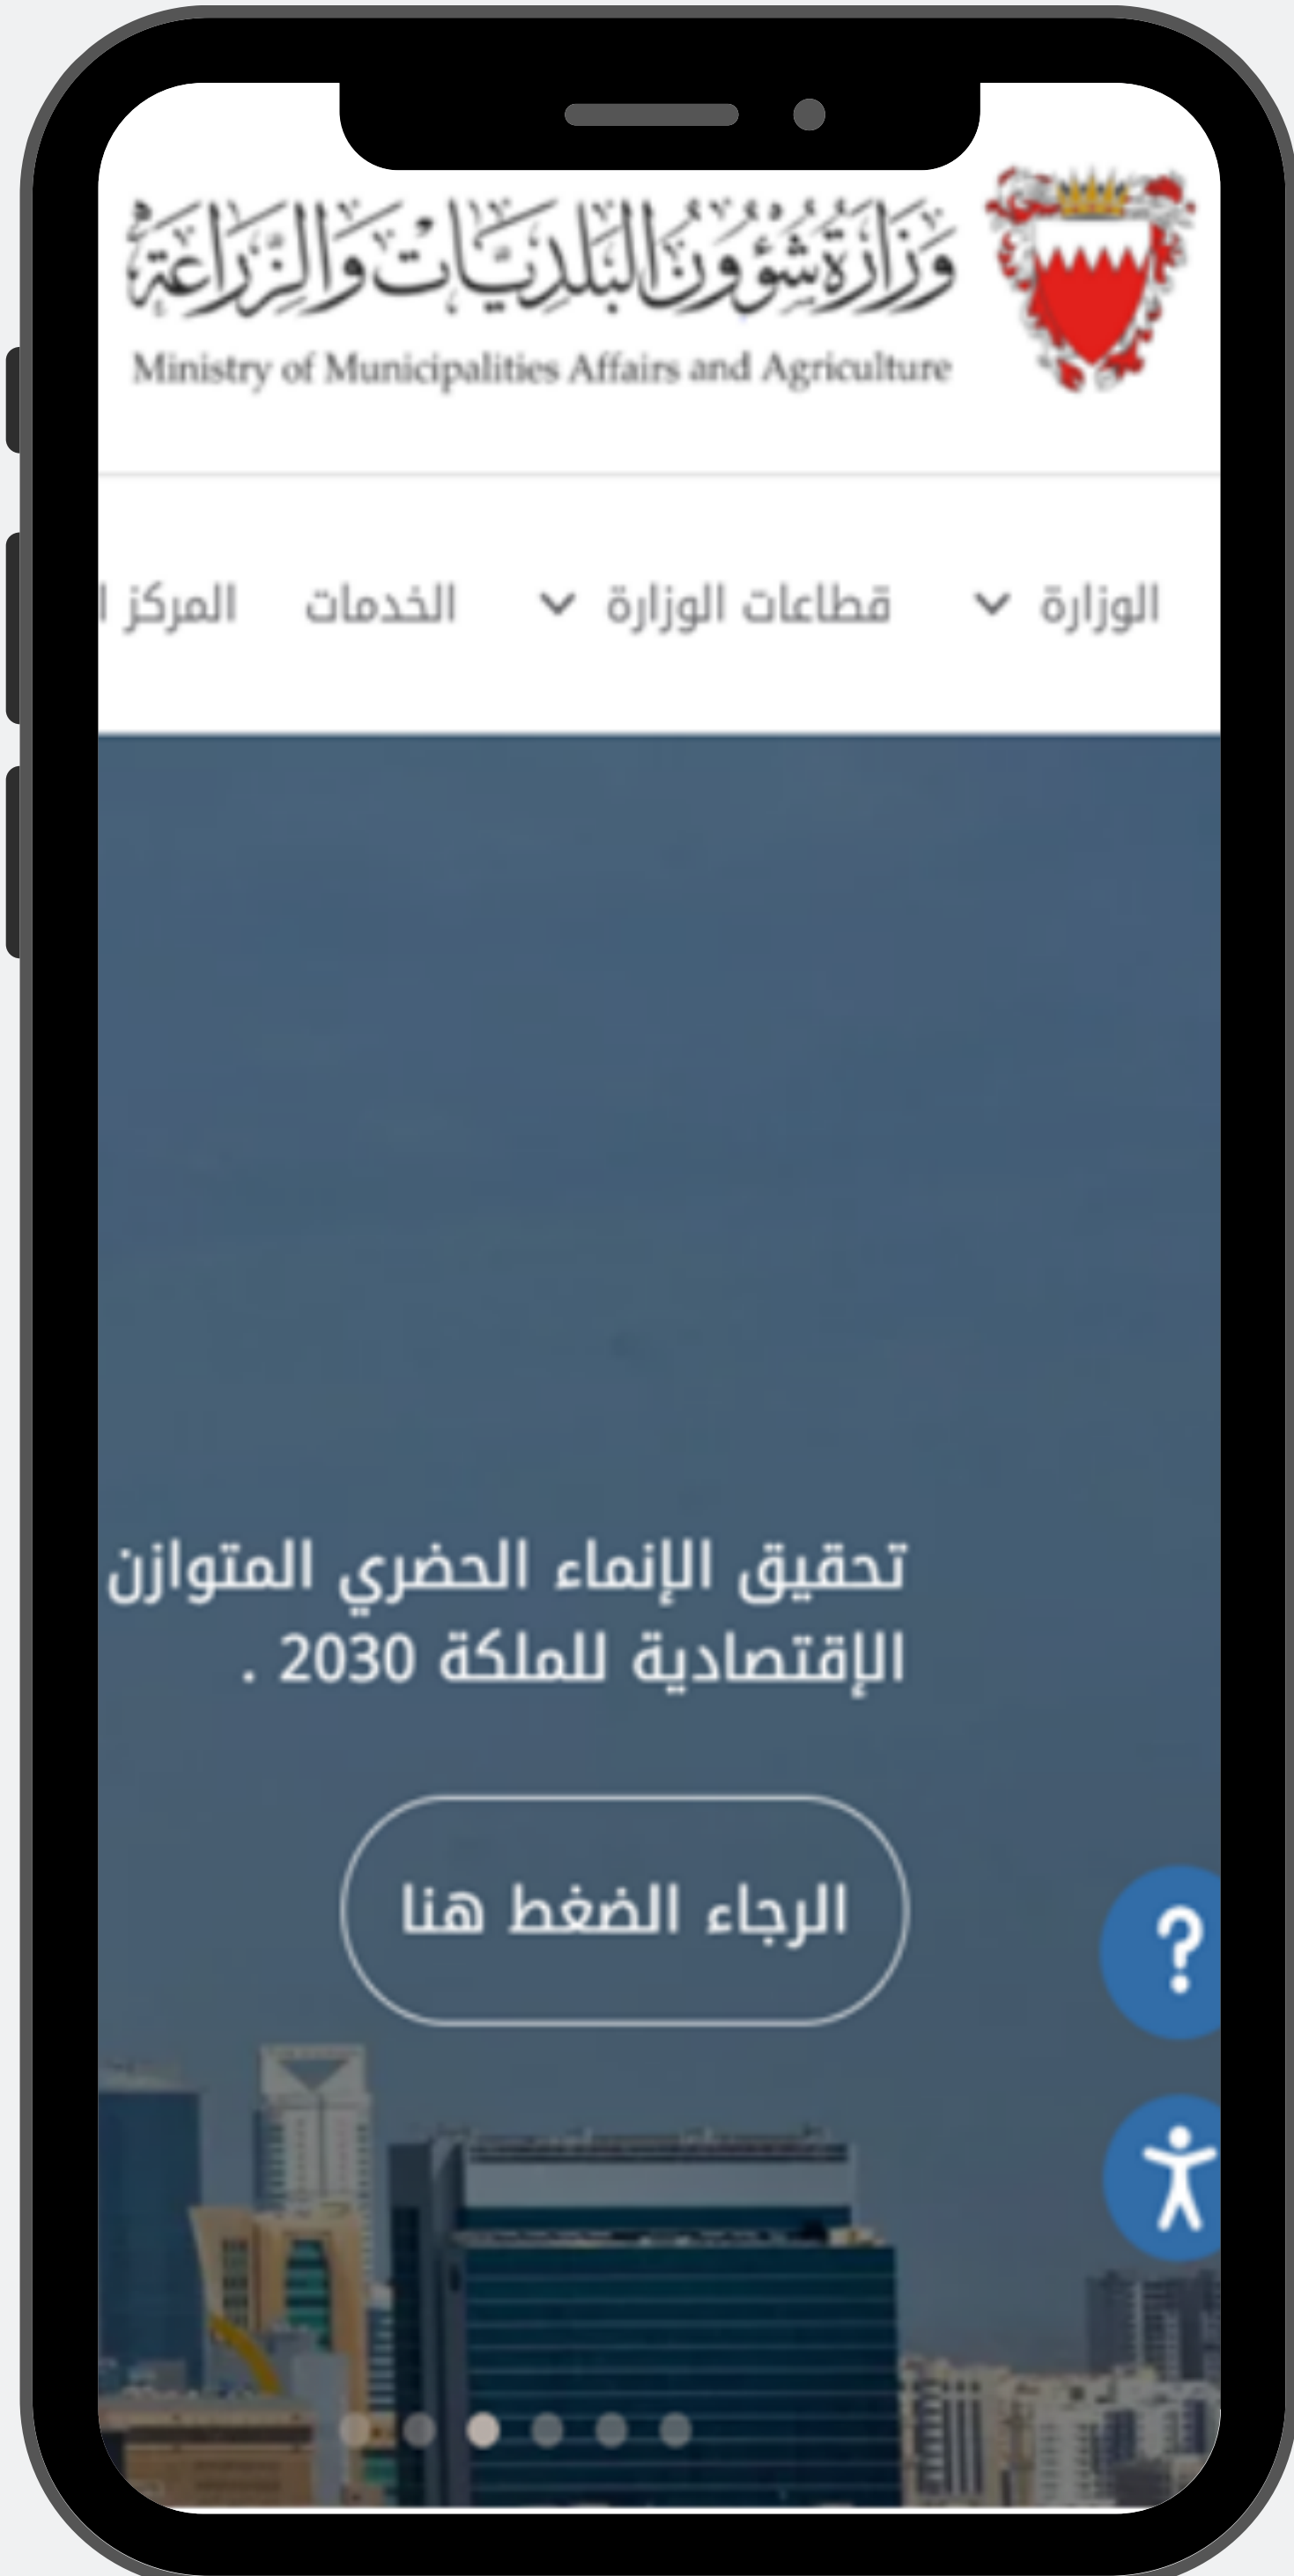 وزارة شؤون البلديات والزراعة
Ministry of Municipalities Affairs and Agriculture
الوزارة قطاعات الوزارة الخدمات المركز
تحقيق الإنماء الحضري المتوازن
الإقتصادية للملكة 2030 .
الرجاء الضغط هنا
?